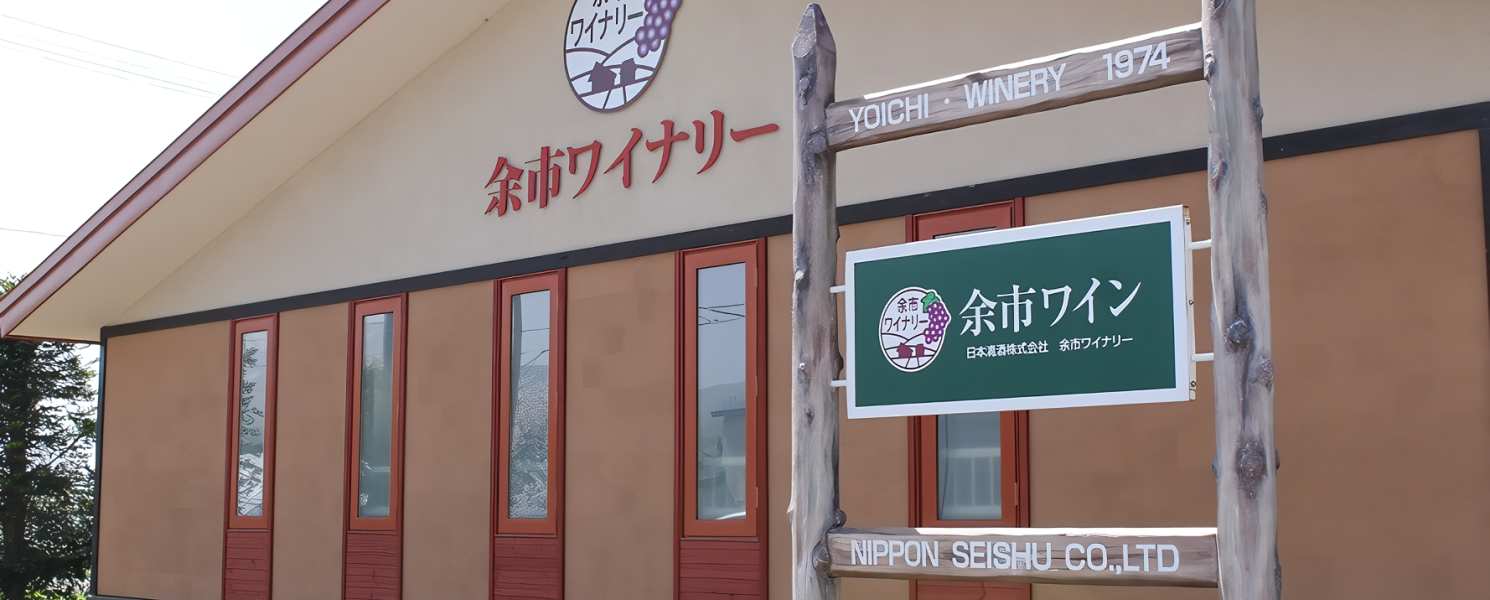 余市
ワイナリー
余市ワイナリー
YOICHI・WINERY 1974
余市
ワイナリー
余市ワイン
日本清酒株式会社 余市ワイナリー
NIPPON SEISHU CO.,LTD